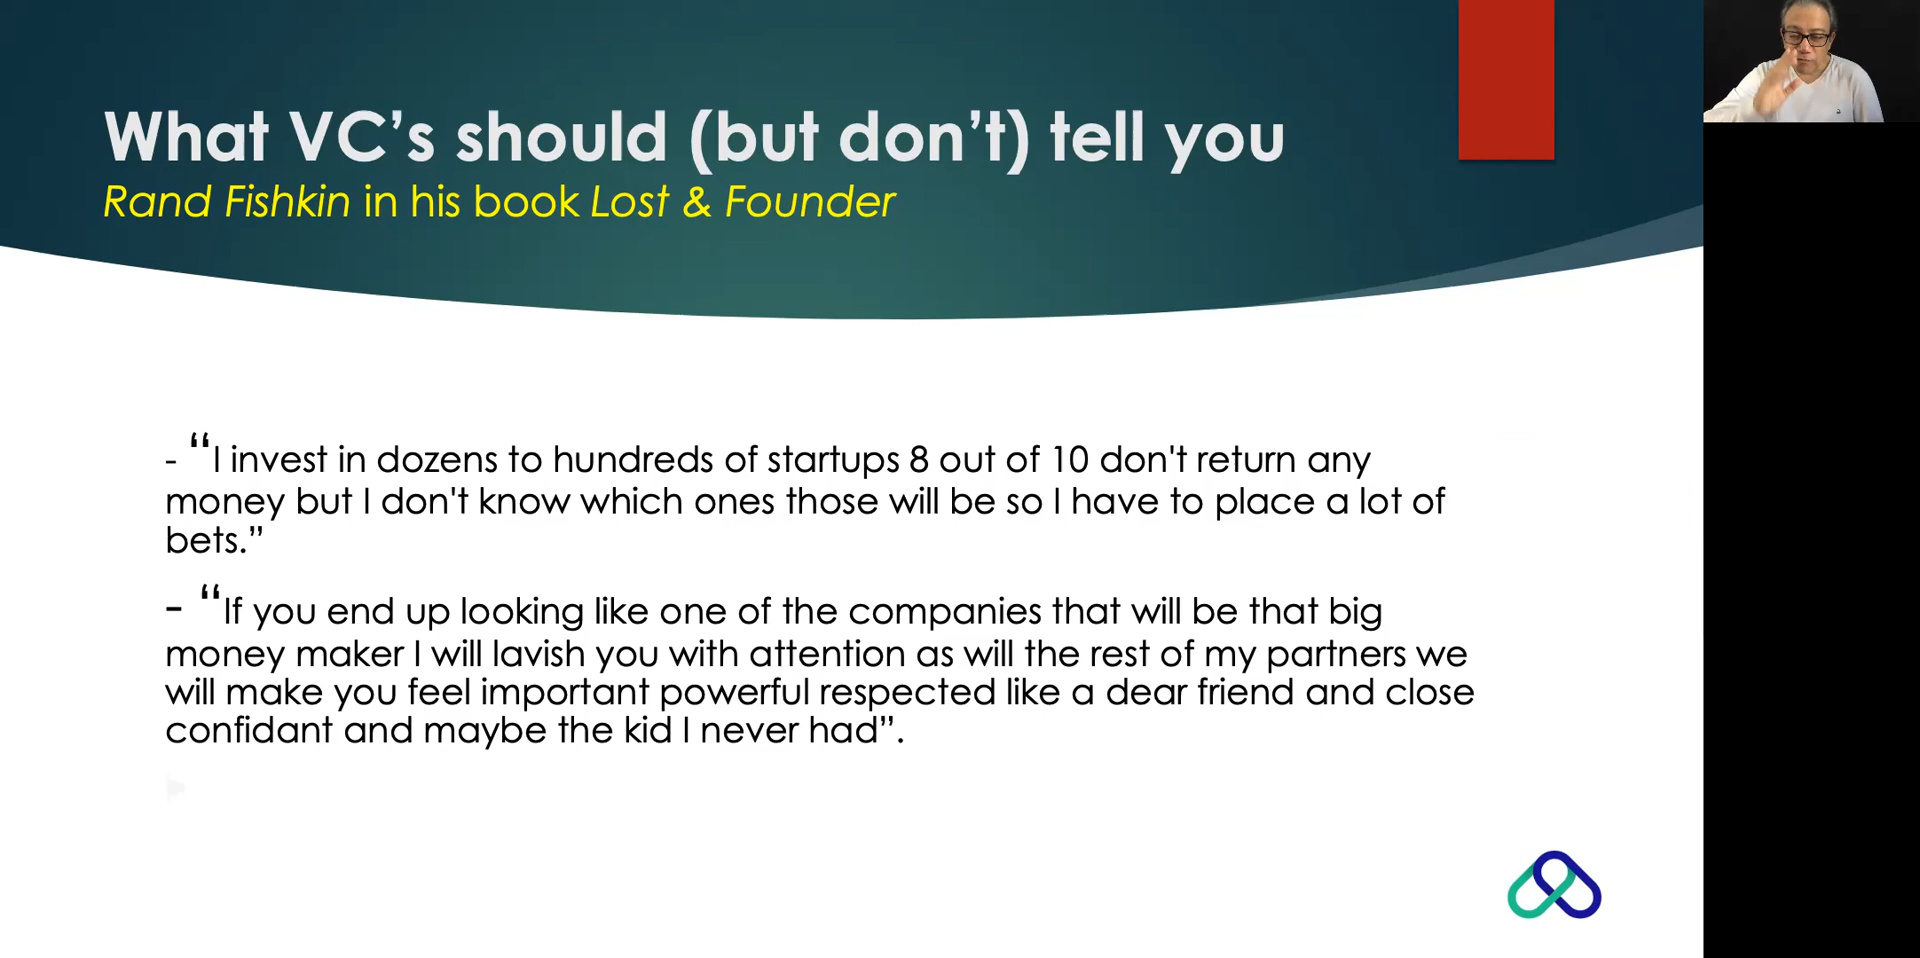 What VC’s should (but don’t) tell you
Rand Fishkin in his book Lost & Founder
- “I invest in dozens to hundreds of startups 8 out of 10 don't return any
money but I don't know which ones those will be so I have to place a lot of
bets.”
- “If you end up looking like one of the companies that will be that big
money maker I will lavish you with attention as will the rest of my partners we
will make you feel important powerful respected like a dear friend and close
confidant and maybe the kid I never had”.